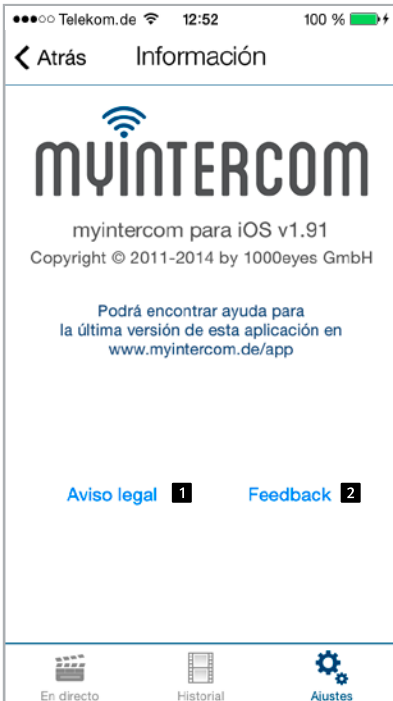 Telekom.de 12:52 100 %
Atrás Información
myintercom
myintercom para iOS v1.91
Copyright © 2011-2014 by 1000eyes GmbH
Podrá encontrar ayuda para
la última versión de esta aplicación en
www.myintercom.de/app
Aviso legal 1 Feedback 2
En directo Historial Ajustes